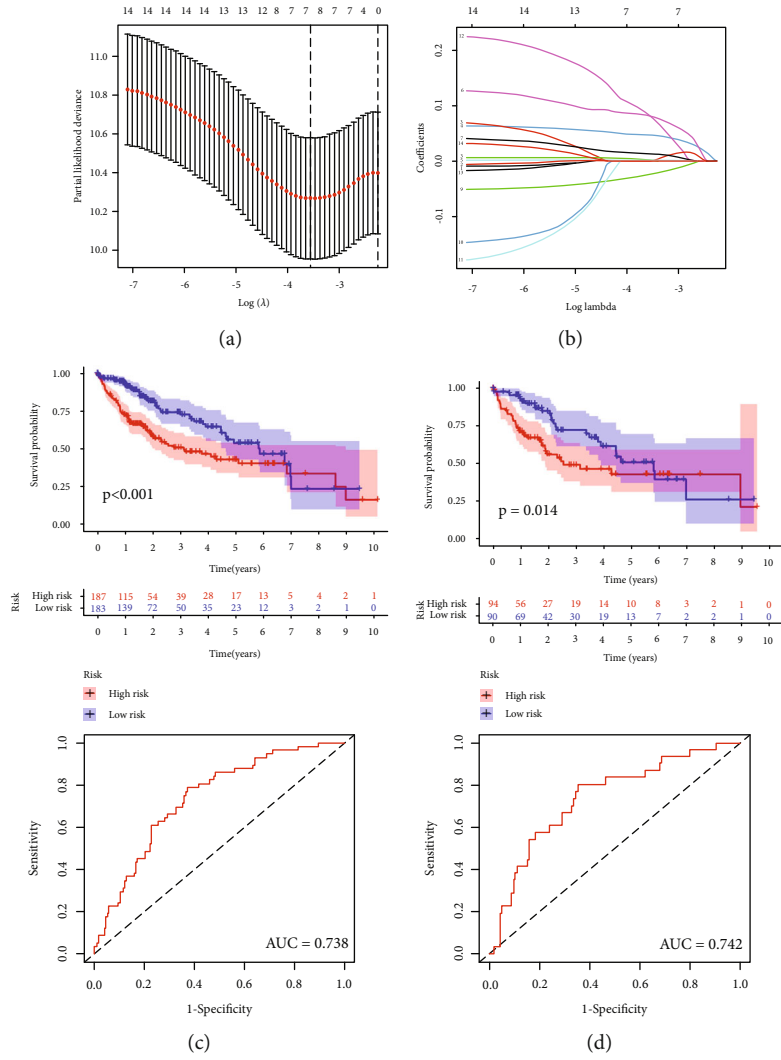 14 14 14 14 13 13 12 8 7 7 8 7 7 4 0
11.0
10.8
10.6
10.4
10.2
10.0
Partial likelihood deviance
-7 -6 -5 -4 -3
Log (λ)
(a)
14 14 13 7 7
0.2
0.1
0.0
-0.1
Coefficients
12
6
9
10
11
-7 -6 -5 -4 -3
Log lambda
(b)
1.00
0.75
0.50
0.25
0.00
Survival probability
p<0.001
0 1 2 3 4 5 6 7 8 9 10
Time(years)
Risk
High risk 187 115 54 39 28 17 13 5 4 2 1
Low risk 183 139 72 50 35 23 12 3 2 1 0
0 1 2 3 4 5 6 7 8 9 10
Time(years)
Risk
High risk
Low risk
1.0
0.8
0.6
0.4
0.2
0.0
Sensitivity
AUC = 0.738
0.0 0.2 0.4 0.6 0.8 1.0
1-Specificity
(c)
1.00
0.75
0.50
0.25
0.00
Survival probability
p = 0.014
0 1 2 3 4 5 6 7 8 9 10
Time(years)
Risk
High risk 94 56 27 19 14 10 8 3 2 1 0
Low risk 90 69 42 30 19 13 7 2 2 1 0
0 1 2 3 4 5 6 7 8 9 10
Time (years)
Risk
High risk
Low risk
1.0
0.8
0.6
0.4
0.2
0.0
Sensitivity
AUC = 0.742
0.0 0.2 0.4 0.6 0.8 1.0
1-Specificity
(d)